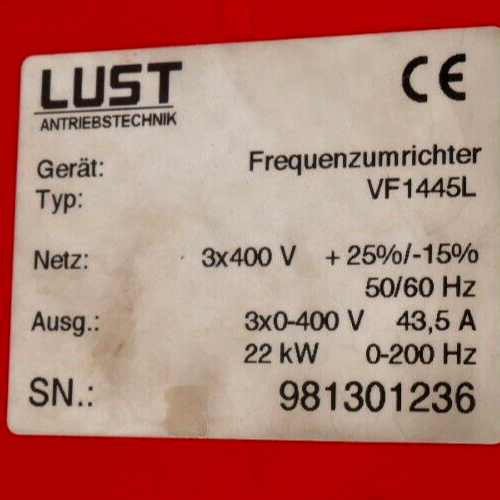 LUST CE
ANTRIEBSTECHNIK
Gerät: Frequenzumrichter
Typ: VF1445L
Netz: 3x400 V + 25%/-15%
50/60 Hz
Ausg.: 3x0-400 V 43,5 A
22 kW 0-200 Hz
SN.: 981301236